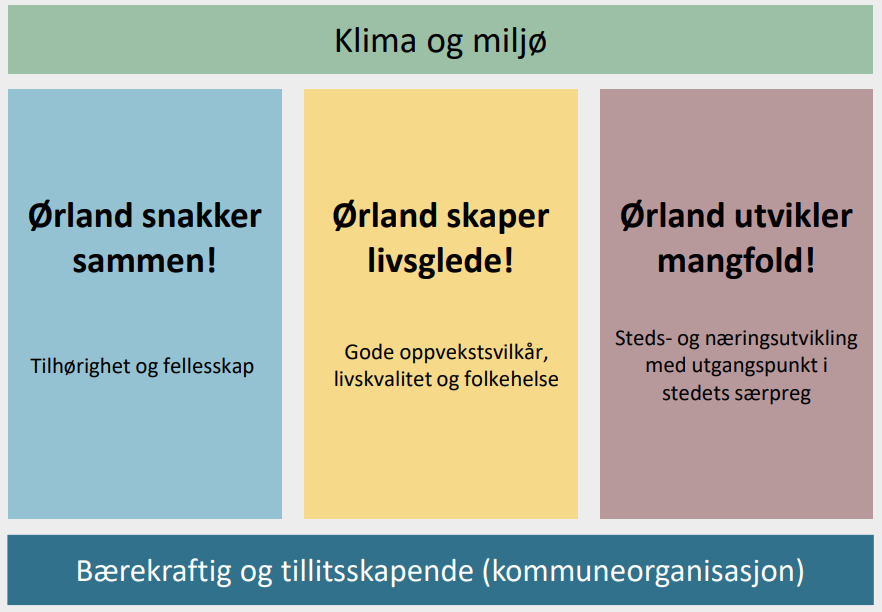 Klima og miljø
Ørland snakker
sammen!
Tilhørighet og fellesskap
Ørland skaper
livsglede!
Gode oppvekstsvilkår,
livskvalitet og folkehelse
Ørland utvikler
mangfold!
Steds- og næringsutvikling
med utgangspunkt i
stedets særpreg
Bærekraftig og tillitsskapende (kommuneorganisasjon)